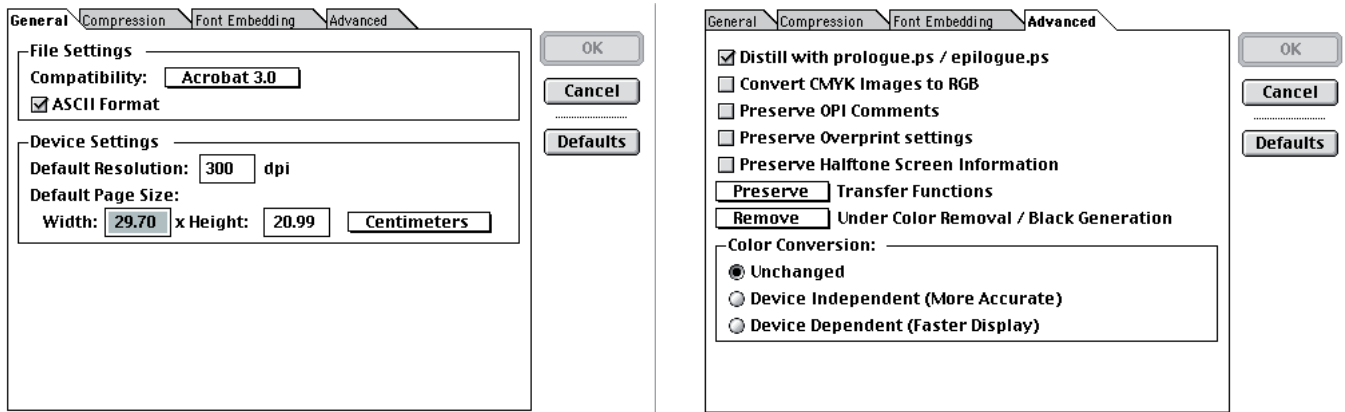 General Compression Font Embedding Advanced
File Settings
Compatibility: Acrobat 3.0
ASCII Format
Device Settings
Default Resolution: 300 dpi
Default Page Size:
Width: 29.70 x Height: 20.99 Centimeters
OK
Cancel
Defaults
General Compression Font Embedding Advanced
Distill with prologue.ps / epilogue.ps
Convert CMYK Images to RGB
Preserve OPI Comments
Preserve Overprint settings
Preserve Halftone Screen Information
Preserve Transfer Functions
Remove Under Color Removal / Black Generation
Color Conversion:
Unchanged
Device Independent (More Accurate)
Device Dependent (Faster Display)
OK
Cancel
Defaults